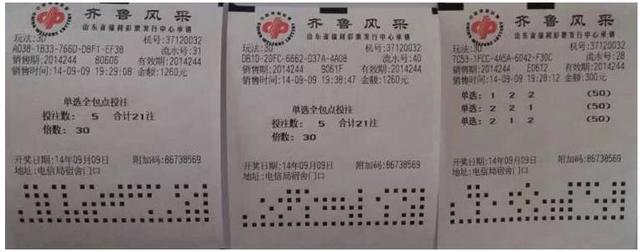 齐鲁风采
山东省福利彩票发行中心承销
玩法:3D 机号:37120032
AD38-1B33-766D-DBF1-EF38 流水号:31
销售期:2014244 80606 有效期:2014244
销售时间:14-09-09 19:29:08 金额:1260元
单选全包点投注
投注数: 5 合计21注
倍数: 30
开奖日期:14年09月09日 附加码:86738569
地址:电信局宿舍门口
齐鲁风采
山东省福利彩票发行中心承销
玩法:3D 机号:37120032
DB1D-20FC-6662-037A-4A08 流水号:40
销售期:2014244 9061F 有效期:2014244
销售时间:14-09-09 19:38:47 金额:1260元
单选全包点投注
投注数: 5 合计21注
倍数: 30
开奖日期:14年09月09日 附加码:86738569
地址:电信局宿舍门口
齐鲁风采
山东省福利彩票发行中心承销
玩法:3D 机号:37120032
7C53-1FCC-4A5A-6042-F30C 流水号:28
销售期:2014244 E06T2 有效期:2014244
销售时间:14-09-09 19:28:12 金额:300元
单选: 1 2 2 (50)
单选: 2 2 1 (50)
单选: 2 1 2 (50)
开奖日期:14年09月09日 附加码:86738569
地址:电信局宿舍门口